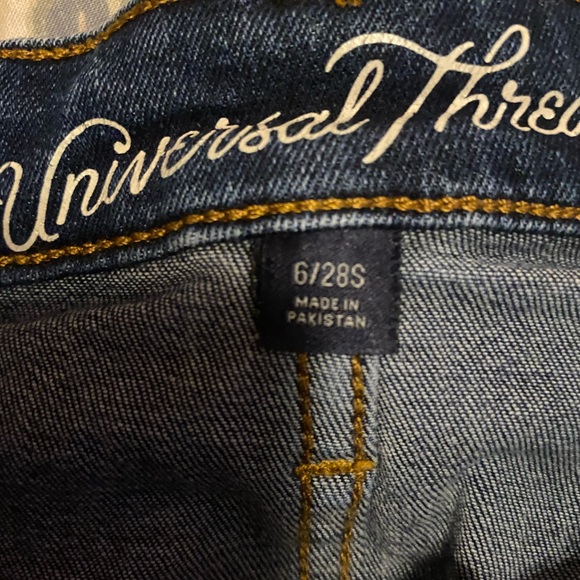 Universal Threa
6/28S
MADE IN
PAKISTAN